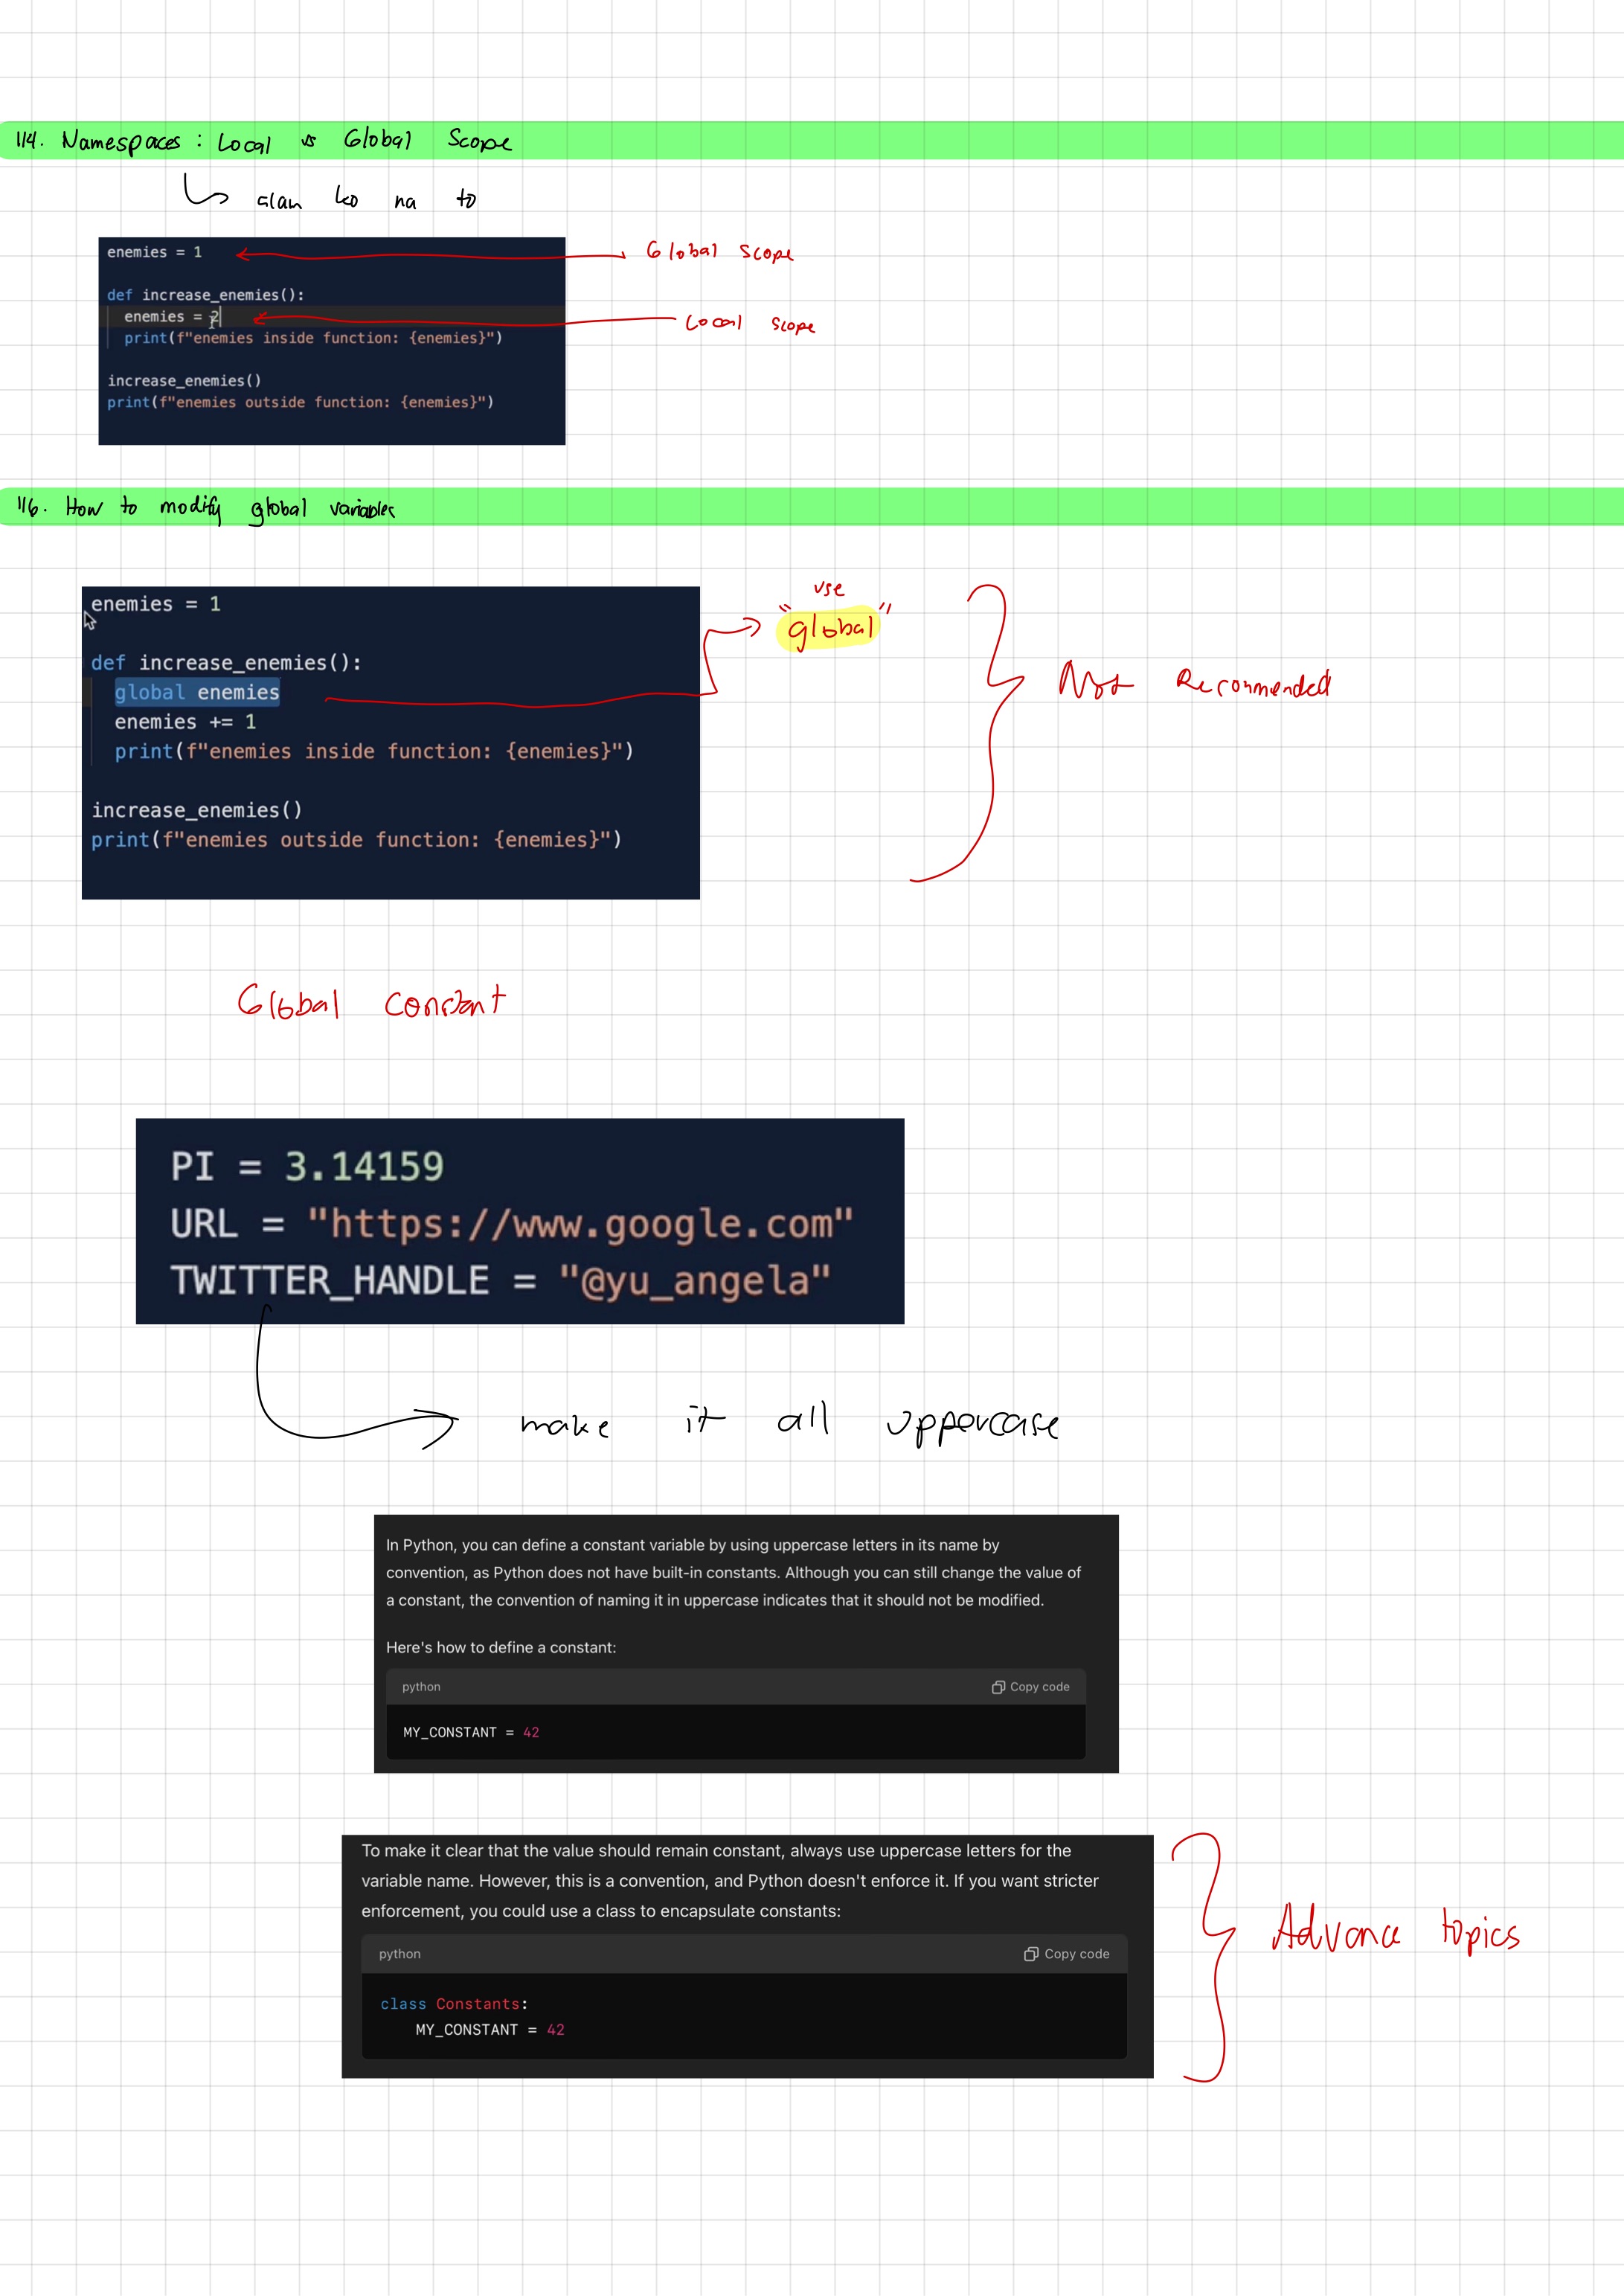 114. Namespaces : Local vs Global Scope
alam ko na to
enemies = 1
Global scope
def increase_enemies():
enemies = 2
Local scope
print(f"enemies inside function: {enemies}")
increase_enemies()
print(f"enemies outside function: {enemies}")
116. How to modify global variables
enemies = 1
use
"global"
def increase_enemies():
global enemies
Not Recommended
enemies += 1
print(f"enemies inside function: {enemies}")
increase_enemies()
print(f"enemies outside function: {enemies}")
Global constant
PI = 3.14159
URL = "https://www.google.com"
TWITTER_HANDLE = "@yu_angela"
make it all uppercase
In Python, you can define a constant variable by using uppercase letters in its name by
convention, as Python does not have built-in constants. Although you can still change the value of
a constant, the convention of naming it in uppercase indicates that it should not be modified.
Here's how to define a constant:
python Copy code
MY_CONSTANT = 42
To make it clear that the value should remain constant, always use uppercase letters for the
variable name. However, this is a convention, and Python doesn't enforce it. If you want stricter
enforcement, you could use a class to encapsulate constants:
Advance topics
python Copy code
class Constants:
MY_CONSTANT = 42